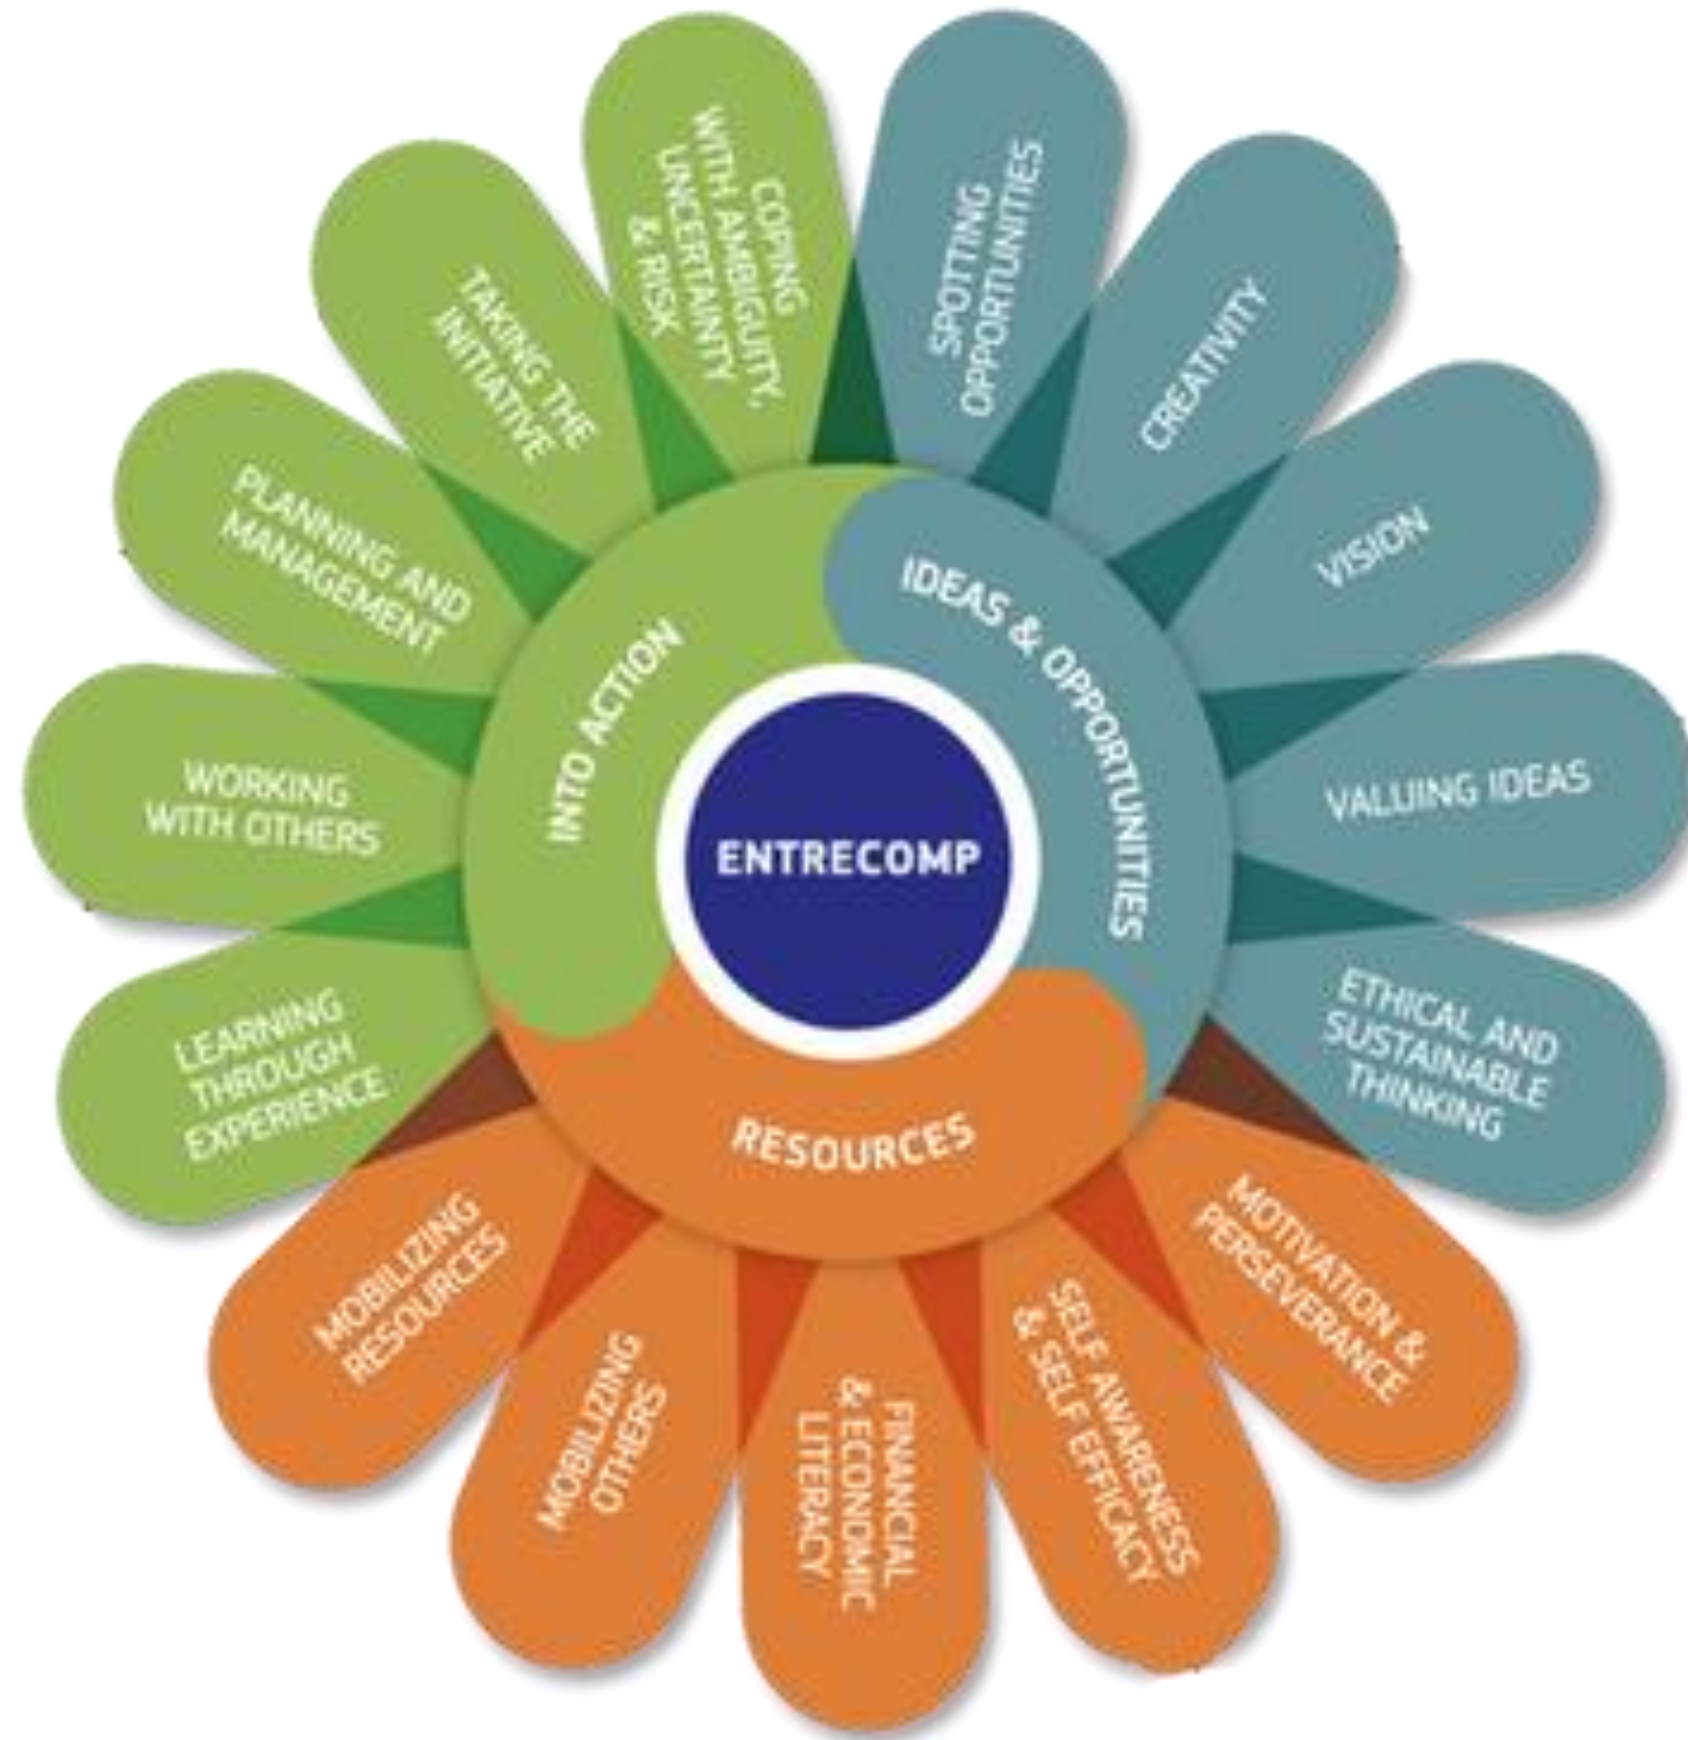 ENTRECOMP
IDEAS & OPPORTUNITIES
RESOURCES
INTO ACTION
SPOTTING
OPPORTUNITIES
CREATIVITY
VISION
VALUING IDEAS
ETHICAL AND
SUSTAINABLE
THINKING
MOTIVATION &
PERSEVERANCE
SELF AWARENESS
& SELF EFFICACY
FINANCIAL
& ECONOMIC
LITERACY
MOBILIZING
OTHERS
MOBILIZING
RESOURCES
LEARNING
THROUGH
EXPERIENCE
WORKING
WITH OTHERS
PLANNING AND
MANAGEMENT
TAKING THE
INITIATIVE
COPING
WITH AMBIGUITY,
UNCERTAINTY
& RISK